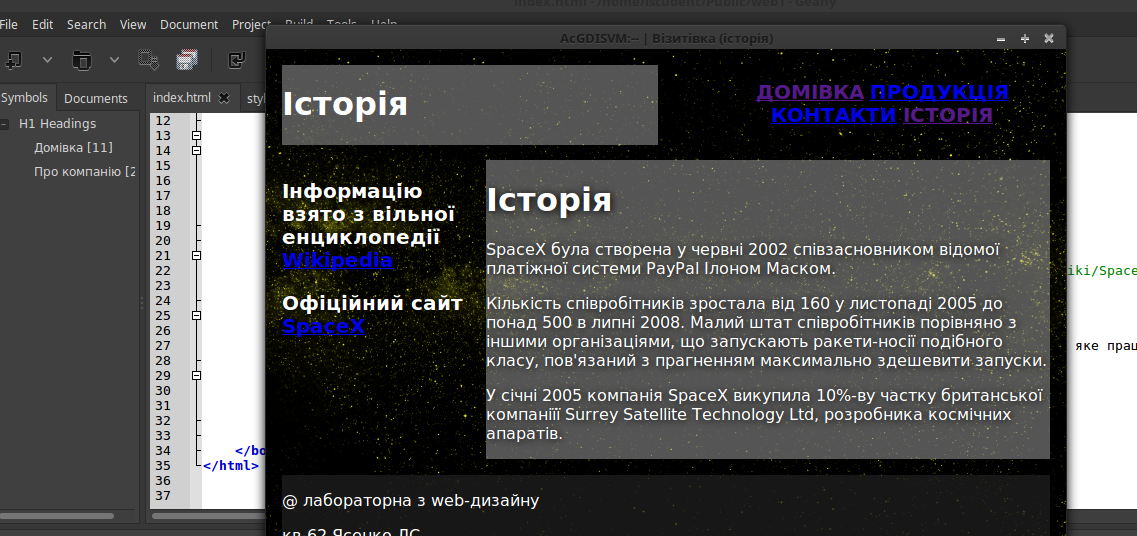 index.html - /home/istudent/Public/web1 - Geany
File Edit Search View Document Project Build Tools Help
AcGDISVM:-- | Візитівка (історія)
Symbols Documents
index.html
H1 Headings
Домівка [11]
Про компанію [2
12
13
14
15
16
17
18
19
20
21
22
23
24
25
26
27
28
29
30
31
32
33
34 </bo
35 </html>
36
37
Історія
ДОМІВКА ПРОДУКЦІЯ
КОНТАКТИ ІСТОРІЯ
Інформацію
взято з вільної
енциклопедії
Wikipedia
Офіційний сайт
SpaceX
Історія
SpaceX була створена у червні 2002 співзасновником відомої
платіжної системи PayPal Ілоном Маском.
Кількість співробітників зростала від 160 у листопаді 2005 до
понад 500 в липні 2008. Малий штат співробітників порівняно з
іншими організаціями, що запускають ракети-носії подібного
класу, пов'язаний з прагненням максимально здешевити запуски.
У січні 2005 компанія SpaceX викупила 10%-ву частку британської
компаніїї Surrey Satellite Technology Ltd, розробника космічних
апаратів.
iki/Space
яке прац
@ лабораторна з web-дизайну